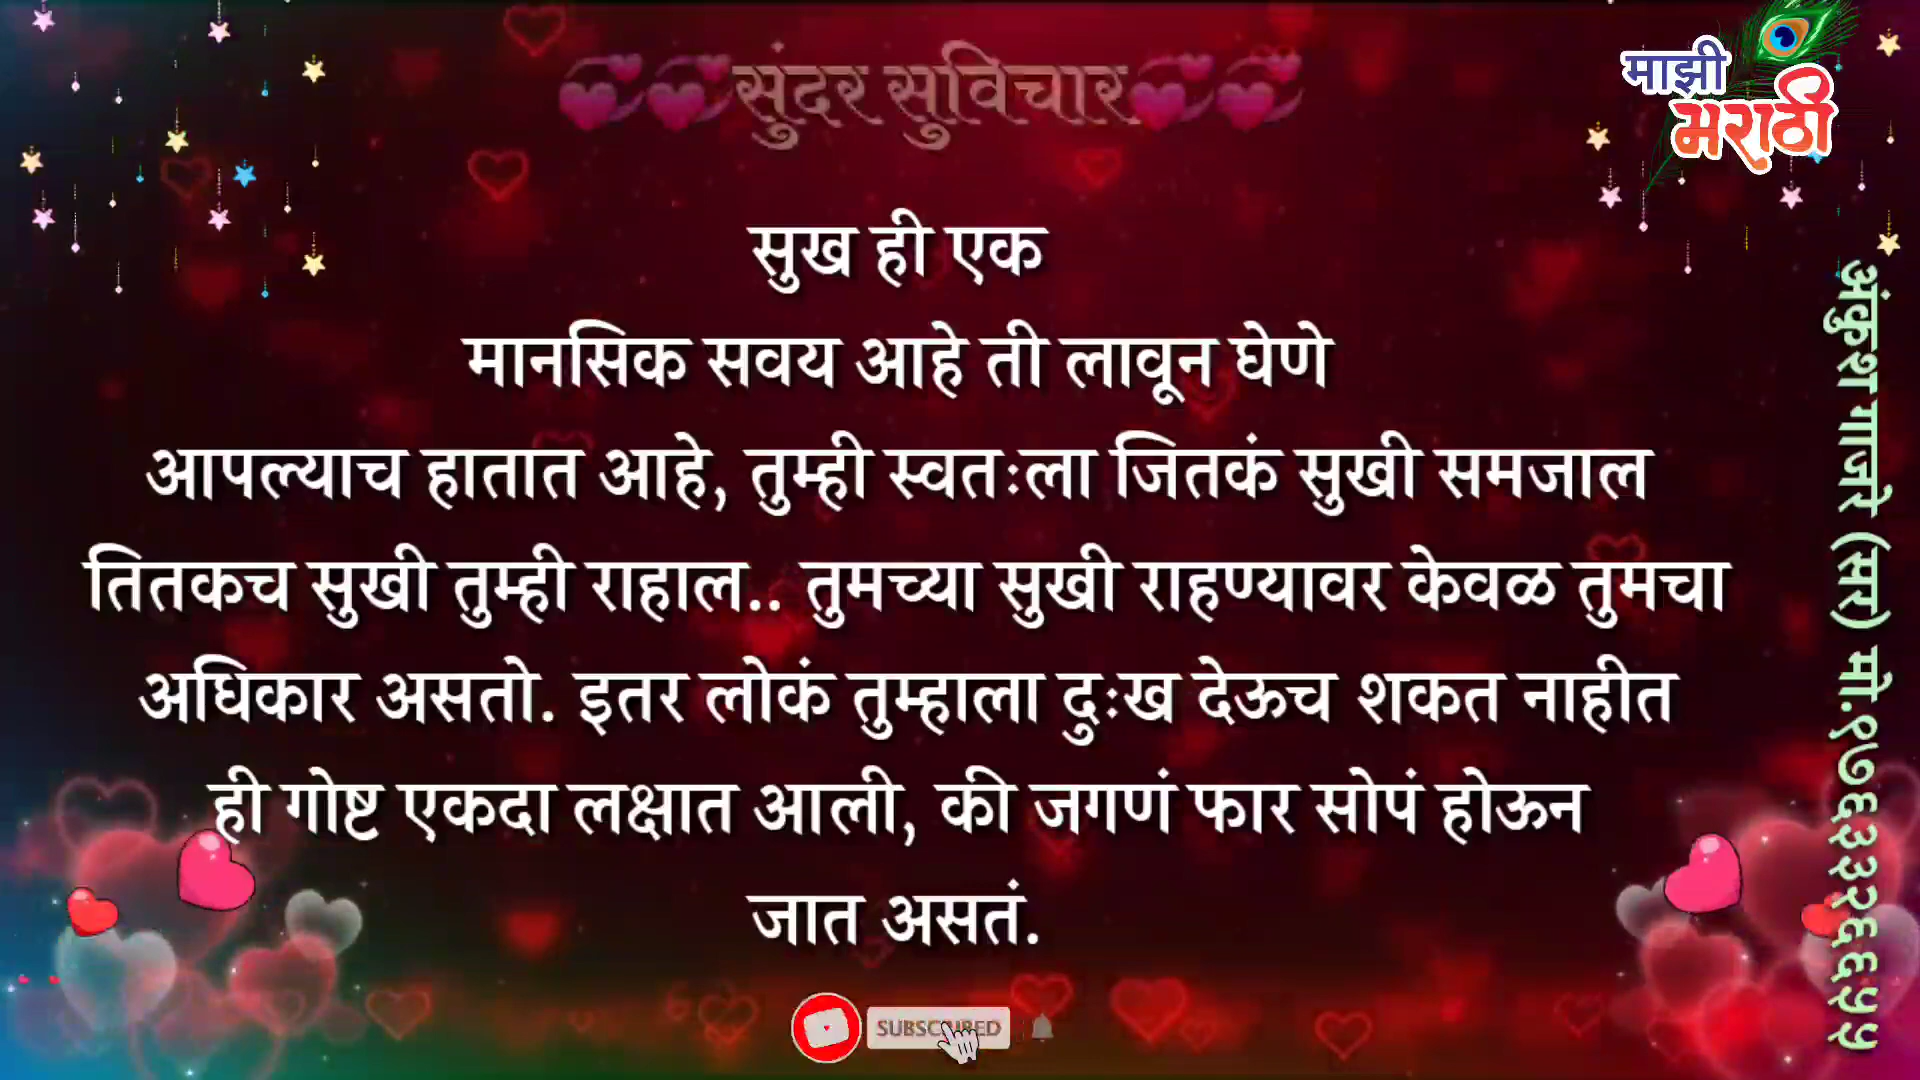 💞💞सुंदर सुविचार💞💞
माझी
मराठी
सुख ही एक
मानसिक सवय आहे ती लावून घेणे
आपल्याच हातात आहे, तुम्ही स्वतःला जितकं सुखी समजाल
तितकच सुखी तुम्ही राहाल.. तुमच्या सुखी राहण्यावर केवळ तुमचा
अधिकार असतो. इतर लोकं तुम्हाला दुःख देऊच शकत नाहीत
ही गोष्ट एकदा लक्षात आली, की जगणं फार सोपं होऊन
जात असतं.
SUBSCRIBED
अंकुश गाजरे (सर) मो.९७६३३२६६५५